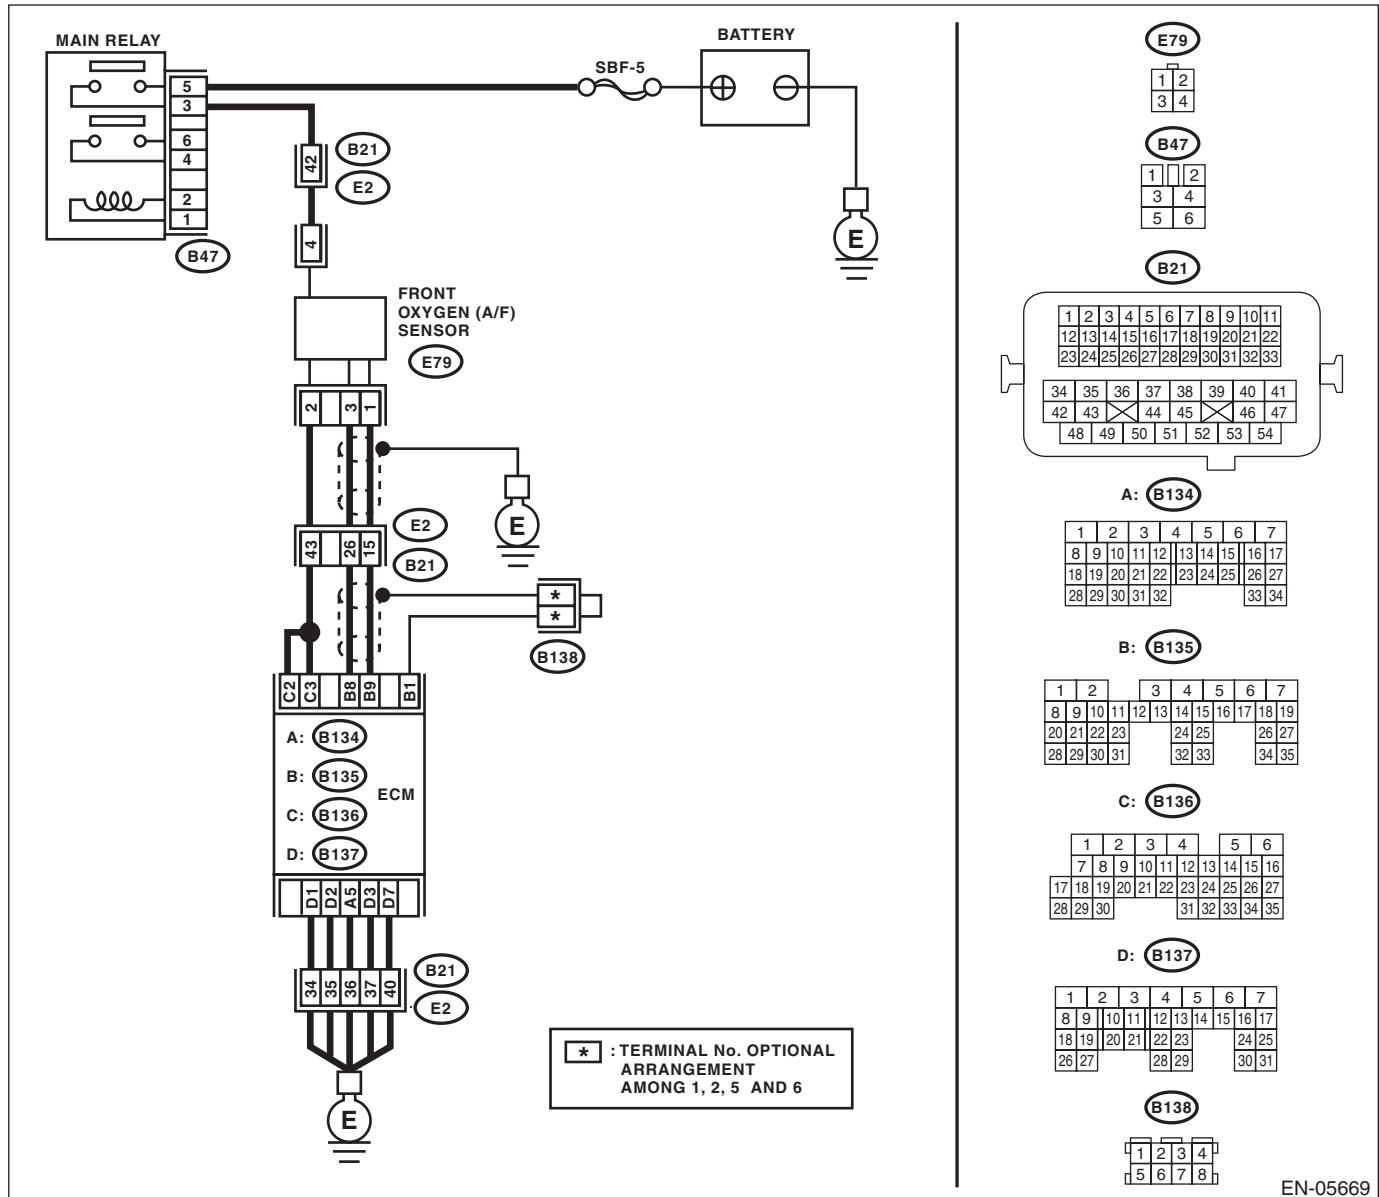 MAIN RELAY
5
3
6
4
2
1
B47
SBF-5
BATTERY
E
42
B21
E2
4
FRONT
OXYGEN (A/F)
SENSOR
E79
2 3 1
E
43 26 15
E2
B21
*
*
B138
C2 C3 B8 B9 B1
A: B134
B: B135
ECM
C: B136
D: B137
D1 D2 A5 D3 D7
34 35 36 37 40
B21
E2
E
* : TERMINAL No. OPTIONAL
ARRANGEMENT
AMONG 1, 2, 5 AND 6
E79
1 2
3 4
B47
1 2
3 4
5 6
B21
1 2 3 4 5 6 7 8 9 10 11
12 13 14 15 16 17 18 19 20 21 22
23 24 25 26 27 28 29 30 31 32 33
34 35 36 37 38 39 40 41
42 43 44 45 46 47
48 49 50 51 52 53 54
A: B134
1 2 3 4 5 6 7
8 9 10 11 12 13 14 15 16 17
18 19 20 21 22 23 24 25 26 27
28 29 30 31 32 33 34
B: B135
1 2 3 4 5 6 7
8 9 10 11 12 13 14 15 16 17 18 19
20 21 22 23 24 25 26 27
28 29 30 31 32 33 34 35
C: B136
1 2 3 4 5 6
7 8 9 10 11 12 13 14 15 16
17 18 19 20 21 22 23 24 25 26 27
28 29 30 31 32 33 34 35
D: B137
1 2 3 4 5 6 7
8 9 10 11 12 13 14 15 16 17
18 19 20 21 22 23 24 25
26 27 28 29 30 31
B138
1 2 3 4
5 6 7 8
EN-05669